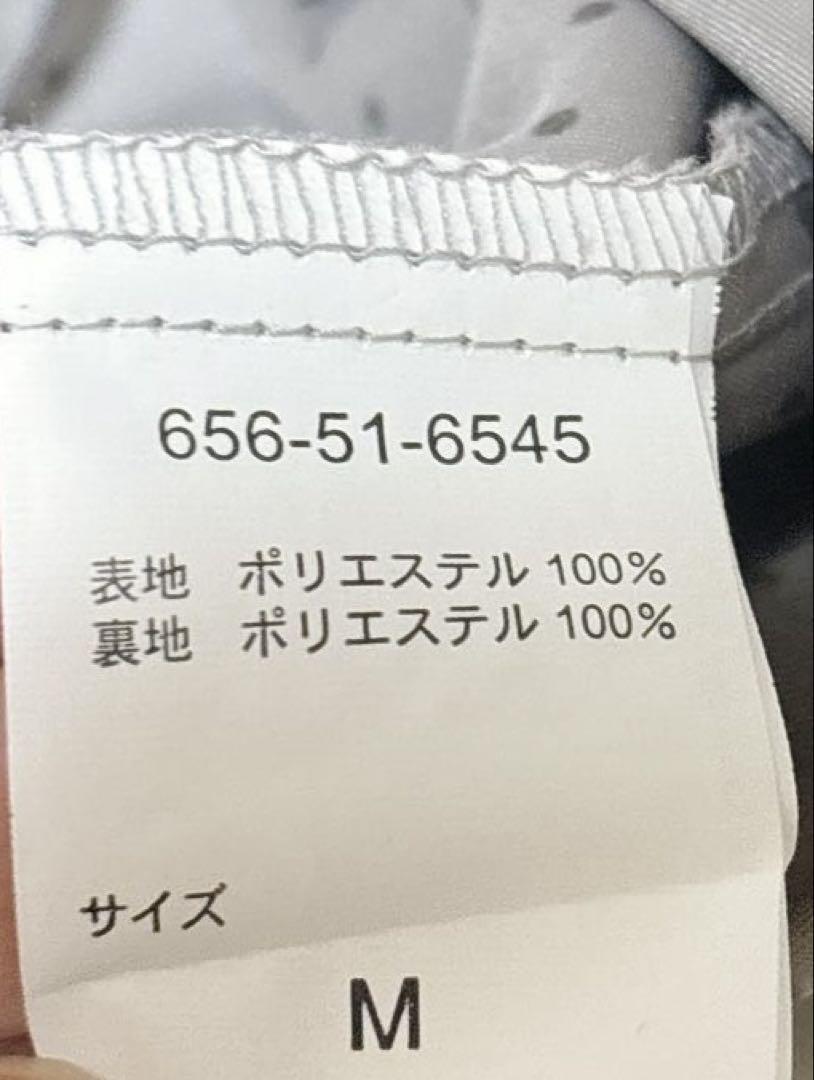 656-51-6545
表地 ポリエステル 100%
裏地 ポリエステル 100%
サイズ
M